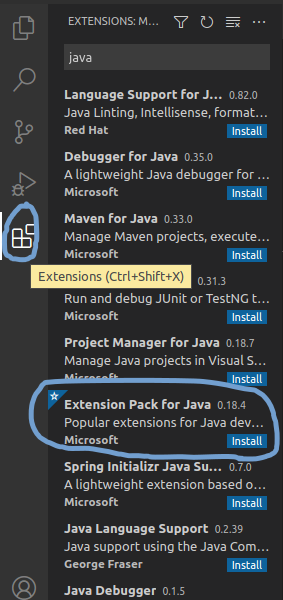 EXTENSIONS: M...
java
Language Support for J... 0.82.0
Java Linting, Intellisense, format...
Red Hat Install
Debugger for Java 0.35.0
A lightweight Java debugger for ...
Microsoft Install
Maven for Java 0.33.0
Manage Maven projects, execute...
Microsoft Install
Extensions (Ctrl+Shift+X)
0.31.3
Run and debug JUnit or TestNG t...
Microsoft Install
Project Manager for Java 0.18.7
Manage Java projects in Visual S...
Microsoft Install
Extension Pack for Java 0.18.4
Popular extensions for Java dev...
Microsoft Install
Spring Initializr Java Su... 0.7.0
A lightweight extension based o...
Microsoft Install
Java Language Support 0.2.39
Java support using the Java Com...
George Fraser Install
Java Debugger 0.1.5